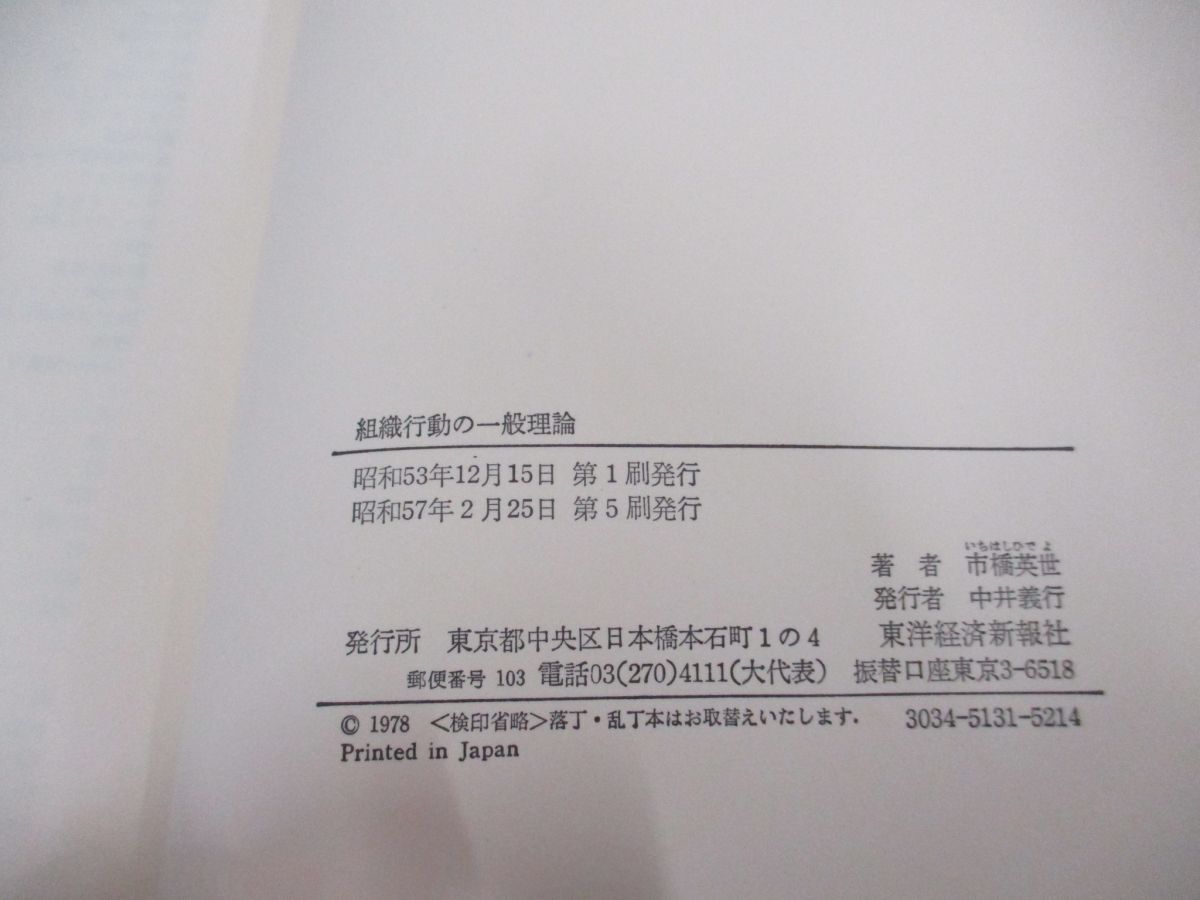 組織行動の一般理論
昭和53年12月15日 第1刷発行
昭和57年2月25日 第5刷発行
いちはしひでよ
著者 市橋英世
発行者 中井義行
発行所 東京都中央区日本橋本石町1の4 東洋経済新報社
郵便番号 103 電話03(270)4111(大代表) 振替口座東京3-6518
© 1978 <検印省略>落丁・乱丁本はお取替えいたします. 3034-5131-5214
Printed in Japan